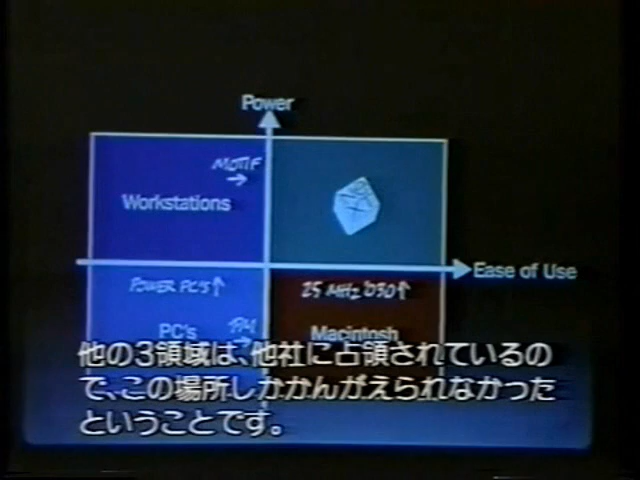 Power
MOTIF →
Workstations
Ease of Use
POWER PC'S ↑
25 MHz '030 ↑
PC's
PM →
Macintosh
他の3領域は、他社に占領されているの
で、この場所しかかんがえられなかった
ということです。